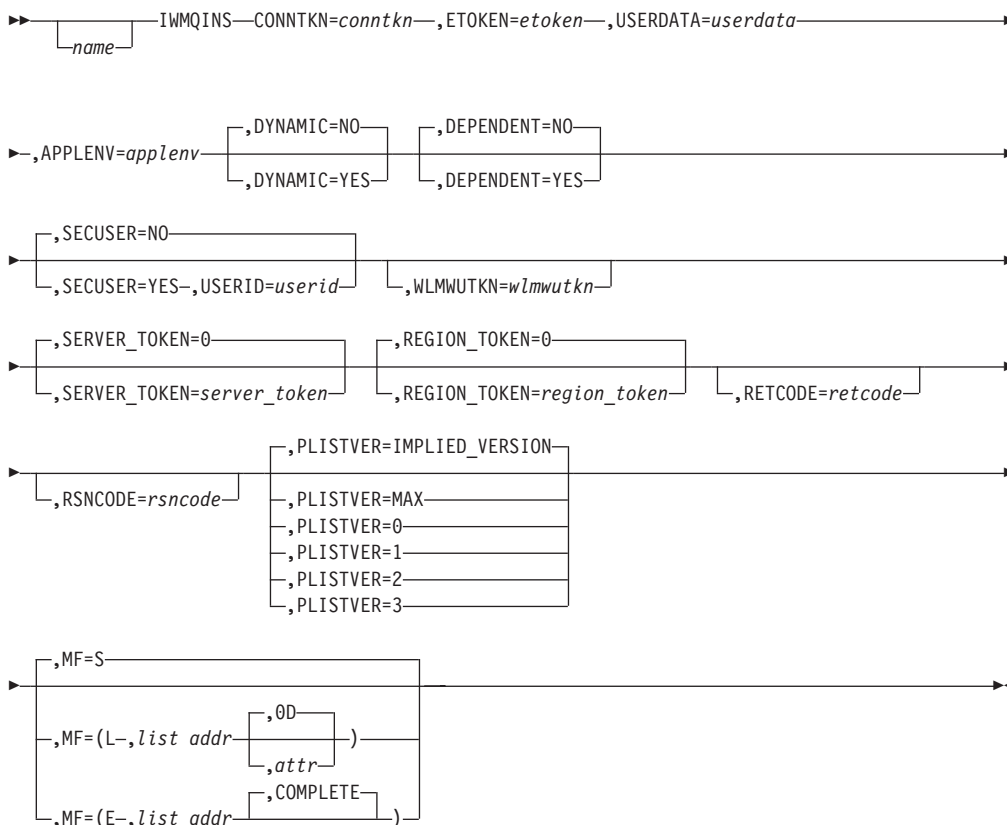 IWMQINS CONNTKN=conntkn ,ETOKEN=etoken ,USERDATA=userdata
name
,DYNAMIC=NO ,DEPENDENT=NO
,APPLENV=applenv
,DYNAMIC=YES ,DEPENDENT=YES
,SECUSER=NO
,SECUSER=YES ,USERID=userid ,WLMWUTKN=wlmwutkn
,SERVER_TOKEN=0 ,REGION_TOKEN=0
,SERVER_TOKEN=server_token ,REGION_TOKEN=region_token ,RETCODE=retcode
,PLISTVER=IMPLIED_VERSION
,RSNCODE=rsncode ,PLISTVER=MAX
,PLISTVER=0
,PLISTVER=1
,PLISTVER=2
,PLISTVER=3
,MF=S
,0D
,MF=(L ,list addr )
,attr
,COMPLETE
,MF=(E ,list addr )